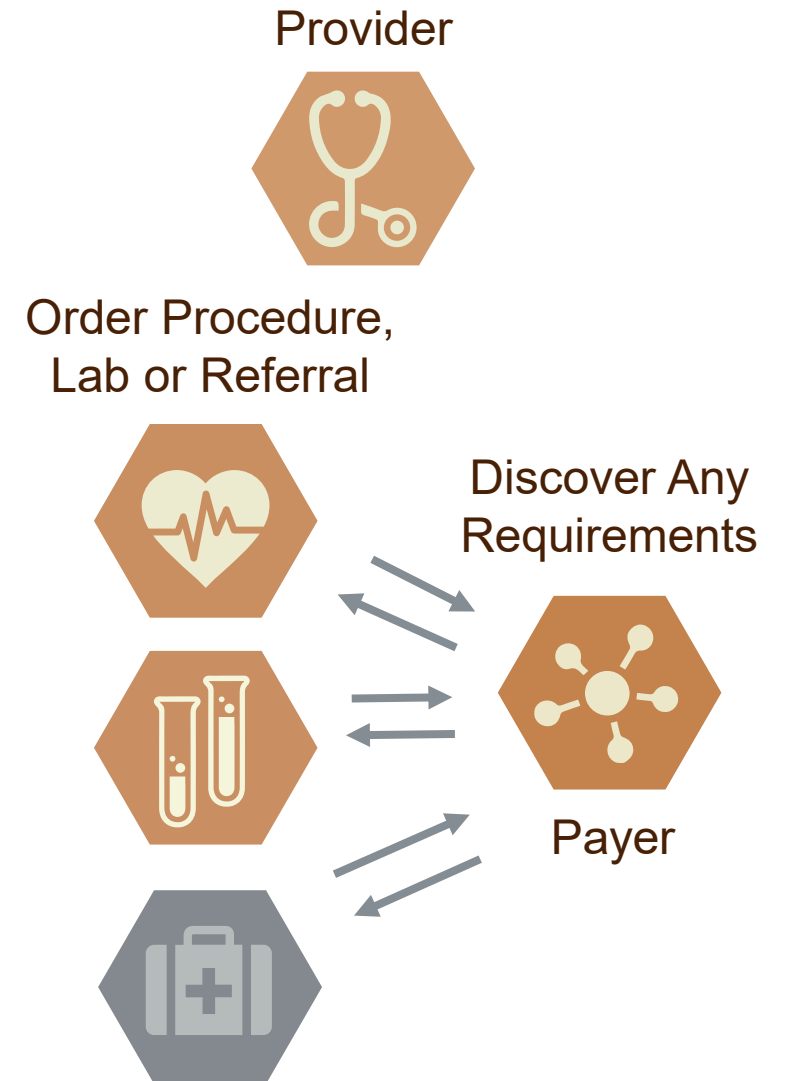 Provider
Order Procedure,
Lab or Referral
Discover Any
Requirements
Payer